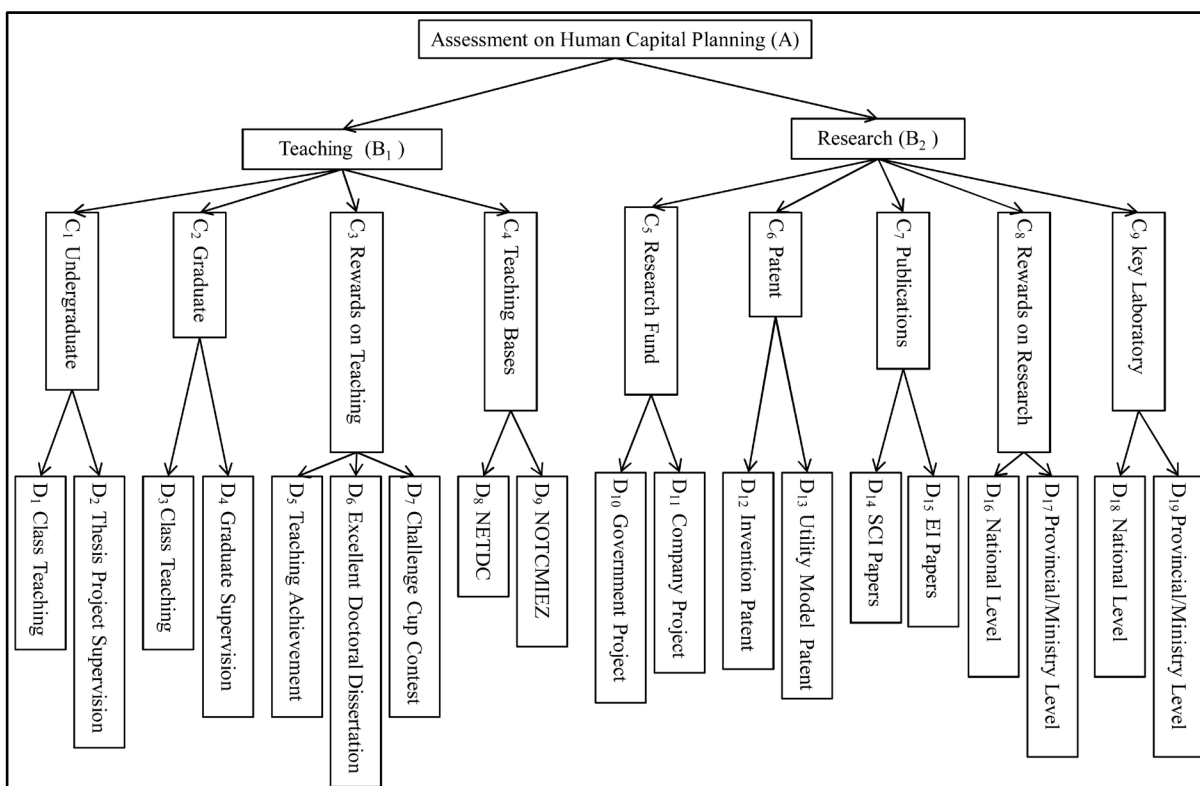 Assessment on Human Capital Planning (A)
Teaching (B₁)
Research (B₂)
C₁ Undergraduate
C₂ Graduate
C₃ Rewards on Teaching
C₄ Teaching Bases
C₅ Research Fund
C₆ Patent
C₇ Publications
C₈ Rewards on Research
C₉ key Laboratory
D₁ Class Teaching
D₂ Thesis Project Supervision
D₃ Class Teaching
D₄ Graduate Supervision
D₅ Teaching Achievement
D₆ Excellent Doctoral Dissertation
D₇ Challenge Cup Contest
D₈ NETDC
D₉ NOTCMIEZ
D₁₀ Government Project
D₁₁ Company Project
D₁₂ Invention Patent
D₁₃ Utility Model Patent
D₁₄ SCI Papers
D₁₅ EI Papers
D₁₆ National Level
D₁₇ Provincial/Ministry Level
D₁₈ National Level
D₁₉ Provincial/Ministry Level